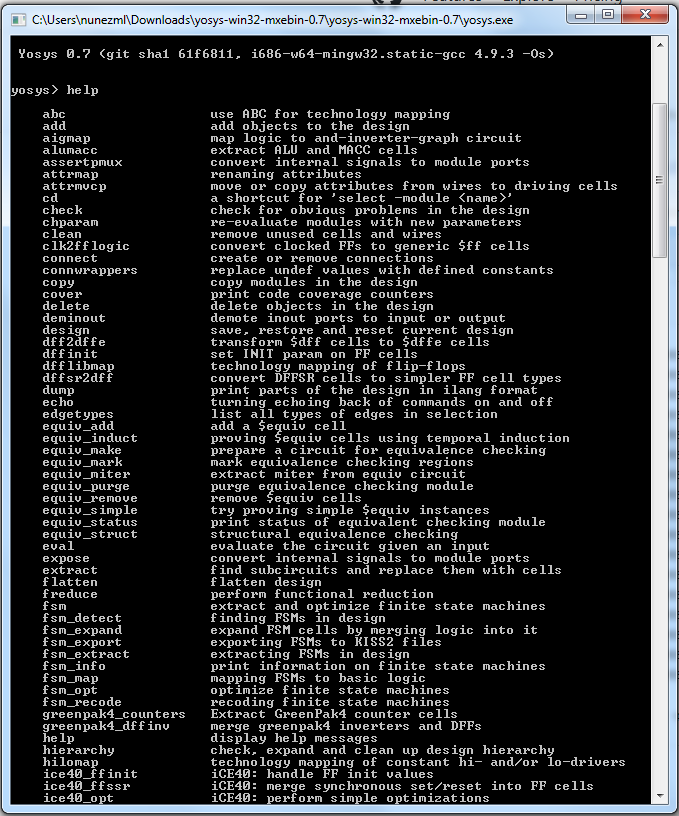 Features Explore Pricing
C:\Users\nunezml\Downloads\yosys-win32-mxebin-0.7\yosys-win32-mxebin-0.7\yosys.exe
Yosys 0.7 (git sha1 61f6811, i686-w64-mingw32.static-gcc 4.9.3 -Os)
yosys> help
abc use ABC for technology mapping
add add objects to the design
aigmap map logic to and-inverter-graph circuit
alumacc extract ALU and MACC cells
assertpmux convert internal signals to module ports
attrmap renaming attributes
attrmvcp move or copy attributes from wires to driving cells
cd a shortcut for 'select -module <name>'
check check for obvious problems in the design
chparam re-evaluate modules with new parameters
clean remove unused cells and wires
clk2fflogic convert clocked FFs to generic $ff cells
connect create or remove connections
connwrappers replace undef values with defined constants
copy copy modules in the design
cover print code coverage counters
delete delete objects in the design
deminout demote inout ports to input or output
design save, restore and reset current design
dff2dffe transform $dff cells to $dffe cells
dffinit set INIT param on FF cells
dfflibmap technology mapping of flip-flops
dffsr2dff convert DFFSR cells to simpler FF cell types
dump print parts of the design in ilang format
echo turning echoing back of commands on and off
edgetypes list all types of edges in selection
equiv_add add a $equiv cell
equiv_induct proving $equiv cells using temporal induction
equiv_make prepare a circuit for equivalence checking
equiv_mark mark equivalence checking regions
equiv_miter extract miter from equiv circuit
equiv_purge purge equivalence checking module
equiv_remove remove $equiv cells
equiv_simple try proving simple $equiv instances
equiv_status print status of equivalent checking module
equiv_struct structural equivalence checking
eval evaluate the circuit given an input
expose convert internal signals to module ports
extract find subcircuits and replace them with cells
flatten flatten design
freduce perform functional reduction
fsm extract and optimize finite state machines
fsm_detect finding FSMs in design
fsm_expand expand FSM cells by merging logic into it
fsm_export exporting FSMs to KISS2 files
fsm_extract extracting FSMs in design
fsm_info print information on finite state machines
fsm_map mapping FSMs to basic logic
fsm_opt optimize finite state machines
fsm_recode recoding finite state machines
greenpak4_counters Extract GreenPak4 counter cells
greenpak4_dffinv merge greenpak4 inverters and DFFs
help display help messages
hierarchy check, expand and clean up design hierarchy
hilomap technology mapping of constant hi- and/or lo-drivers
ice40_ffinit iCE40: handle FF init values
ice40_ffssr iCE40: merge synchronous set/reset into FF cells
ice40_opt iCE40: perform simple optimizations